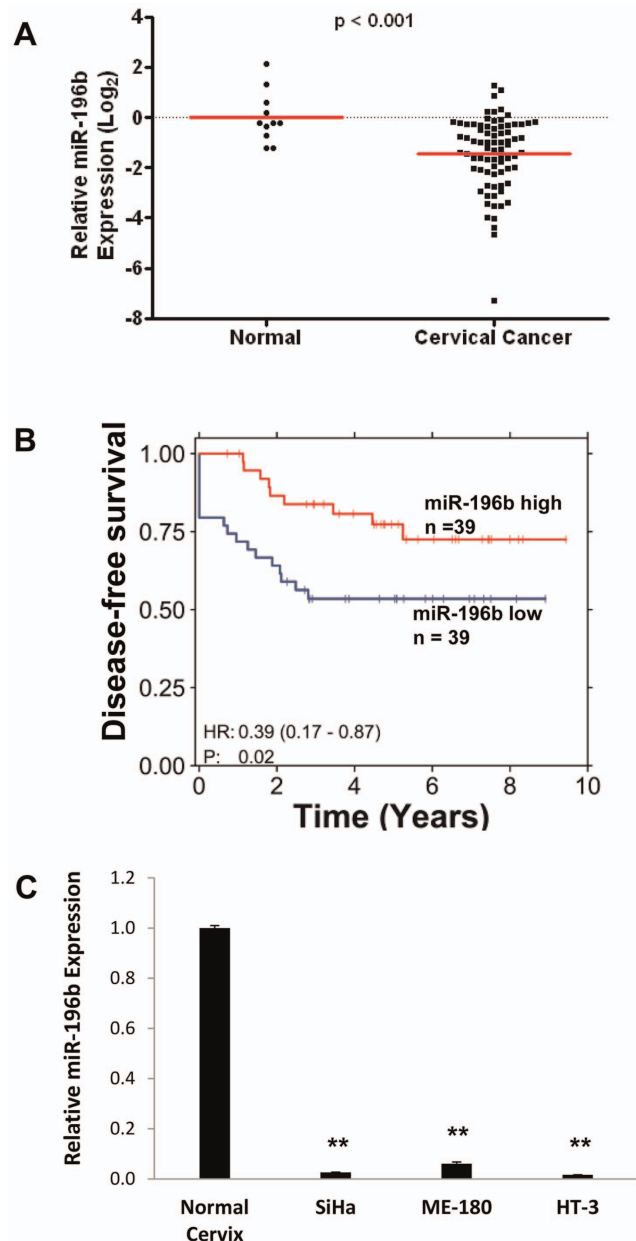 A
p < 0.001
Relative miR-196b
Expression (Log2)
4
2
0
-2
-4
-6
-8
Normal
Cervical Cancer
B
Disease-free survival
1.00
0.75
0.50
0.25
0.00
miR-196b high
n =39
miR-196b low
n = 39
HR: 0.39 (0.17 - 0.87)
P: 0.02
0
2
4
6
8
10
Time (Years)
C
Relative miR-196b Expression
1.2
1.0
0.8
0.6
0.4
0.2
0.0
**
**
**
Normal
Cervix
SiHa
ME-180
HT-3